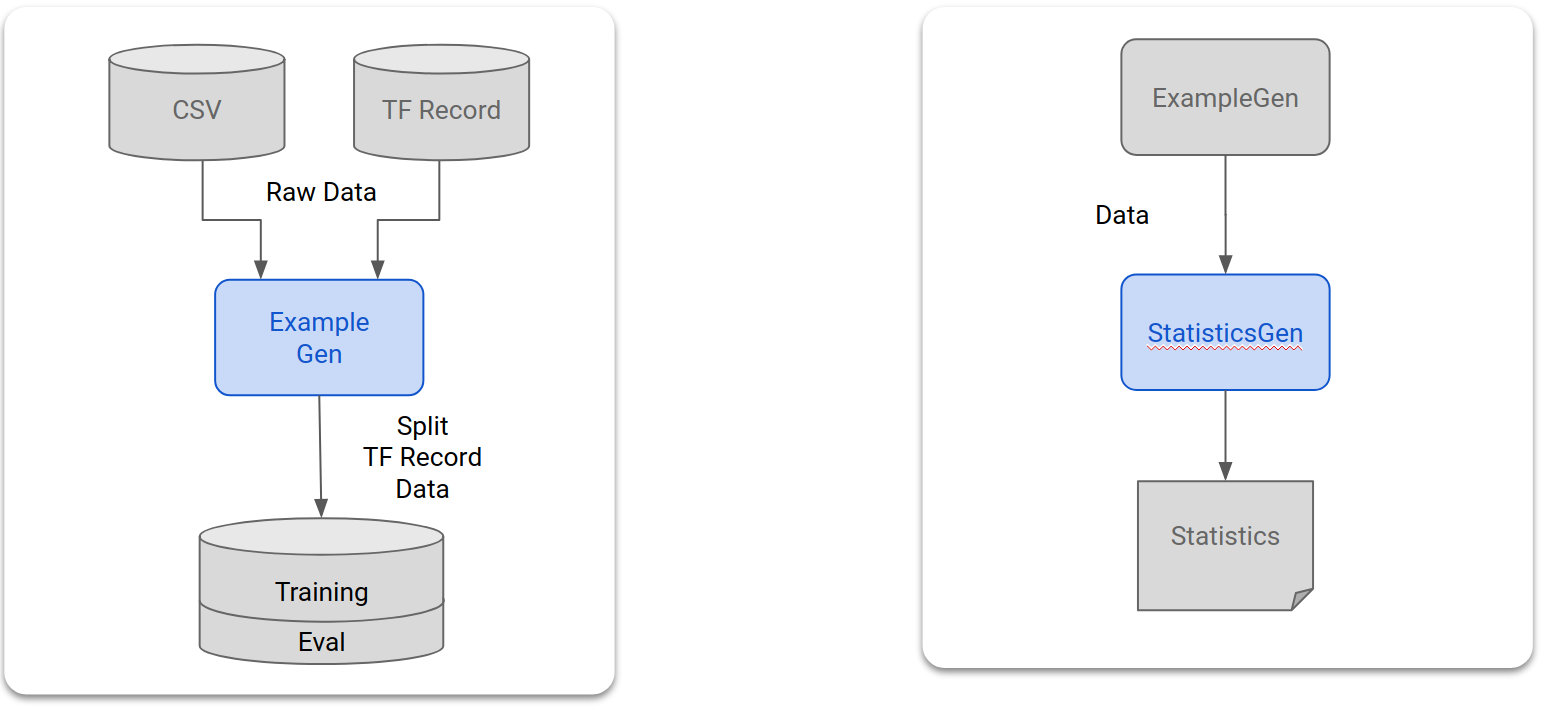 CSV
TF Record
Raw Data
Example
Gen
Split
TF Record
Data
Training
Eval
ExampleGen
Data
StatisticsGen
Statistics